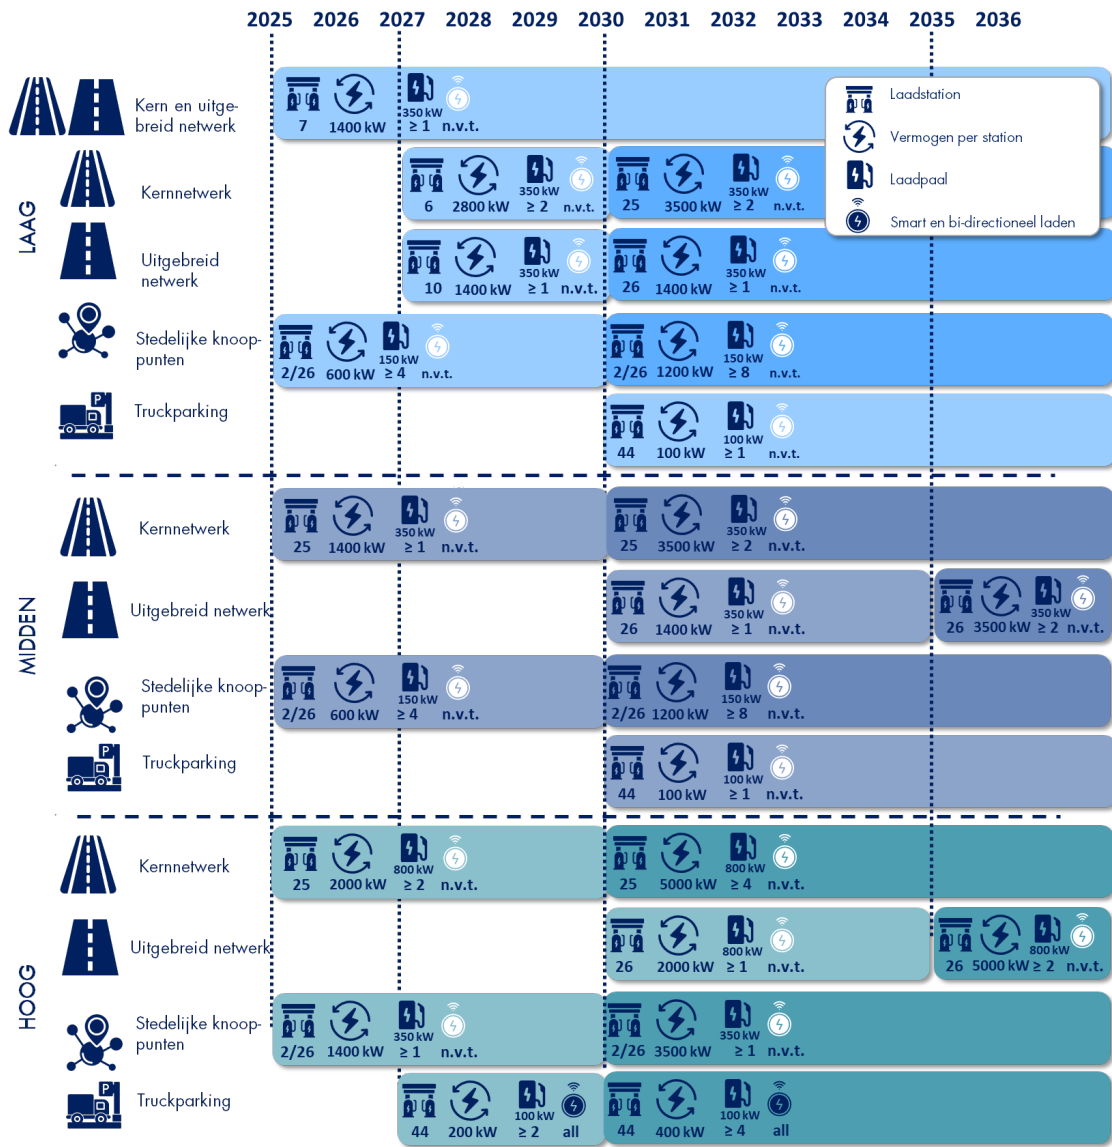 2025 2026 2027 2028 2029 2030 2031 2032 2033 2034 2035 2036
LAAG
Kern en uitge-
breid netwerk
7 1400 kW 350 kW ≥ 1 n.v.t.
Laadstation
Vermogen per station
Laadpaal
Smart en bi-directioneel laden
Kernnetwerk
6 2800 kW 350 kW ≥ 2 n.v.t.
25 3500 kW 350 kW ≥ 2 n.v.t.
Uitgebreid
netwerk
10 1400 kW 350 kW ≥ 1 n.v.t.
26 1400 kW 350 kW ≥ 1 n.v.t.
Stedelijke knoop-
punten
2/26 600 kW 150 kW ≥ 4 n.v.t.
2/26 1200 kW 150 kW ≥ 8 n.v.t.
P
Truckparking
44 100 kW 100 kW ≥ 1 n.v.t.
MIDDEN
Kernnetwerk
25 1400 kW 350 kW ≥ 1 n.v.t.
25 3500 kW 350 kW ≥ 2 n.v.t.
Uitgebreid netwerk
26 1400 kW 350 kW ≥ 1 n.v.t.
26 3500 kW 350 kW ≥ 2 n.v.t.
Stedelijke knoop-
punten
2/26 600 kW 150 kW ≥ 4 n.v.t.
2/26 1200 kW 150 kW ≥ 8 n.v.t.
P
Truckparking
44 100 kW 100 kW ≥ 1 n.v.t.
HOOG
Kernnetwerk
25 2000 kW 800 kW ≥ 2 n.v.t.
25 5000 kW 800 kW ≥ 4 n.v.t.
Uitgebreid netwerk
26 2000 kW 800 kW ≥ 1 n.v.t.
26 5000 kW 800 kW ≥ 2 n.v.t.
Stedelijke knoop-
punten
2/26 1400 kW 350 kW ≥ 1 n.v.t.
2/26 3500 kW 350 kW ≥ 1 n.v.t.
P
Truckparking
44 200 kW 100 kW ≥ 2 all
44 400 kW 100 kW ≥ 4 all